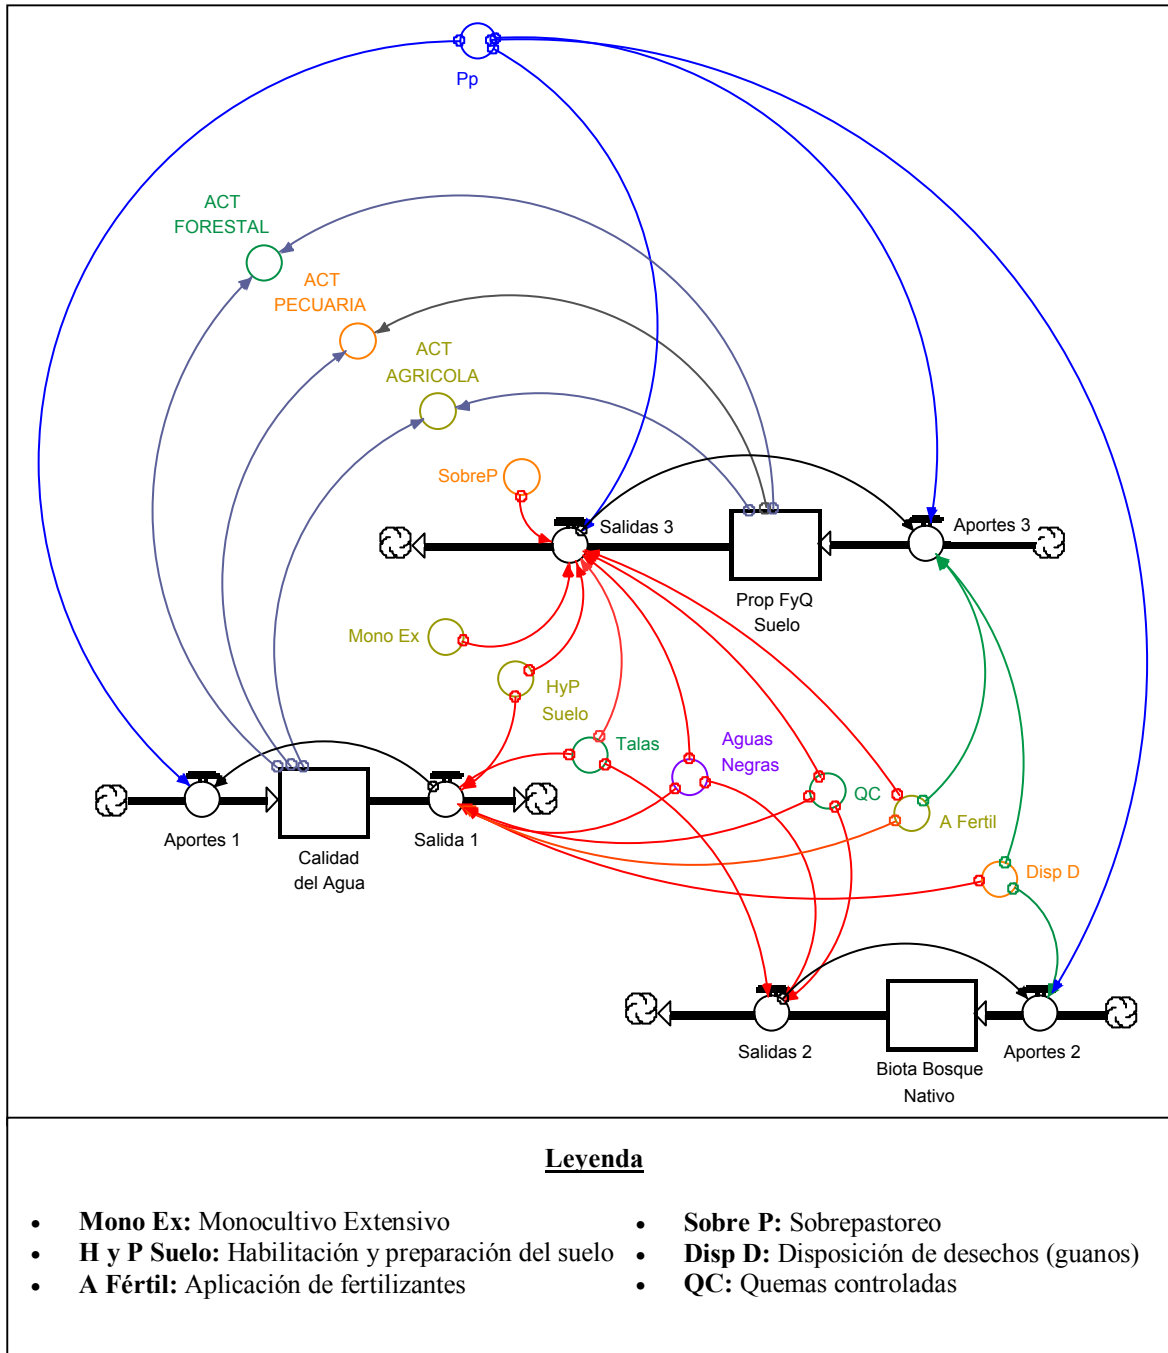 Pp
ACT
FORESTAL
ACT
PECUARIA
ACT
AGRICOLA
SobreP
Salidas 3
Aportes 3
Prop FyQ
Suelo
Mono Ex
HyP
Suelo
Talas
Aguas
Negras
QC
A Fertil
Aportes 1
Salida 1
Calidad
del Agua
Disp D
Salidas 2
Aportes 2
Biota Bosque
Nativo
Leyenda
• Mono Ex: Monocultivo Extensivo
• H y P Suelo: Habilitación y preparación del suelo
• A Fértil: Aplicación de fertilizantes
• Sobre P: Sobrepastoreo
• Disp D: Disposición de desechos (guanos)
• QC: Quemas controladas